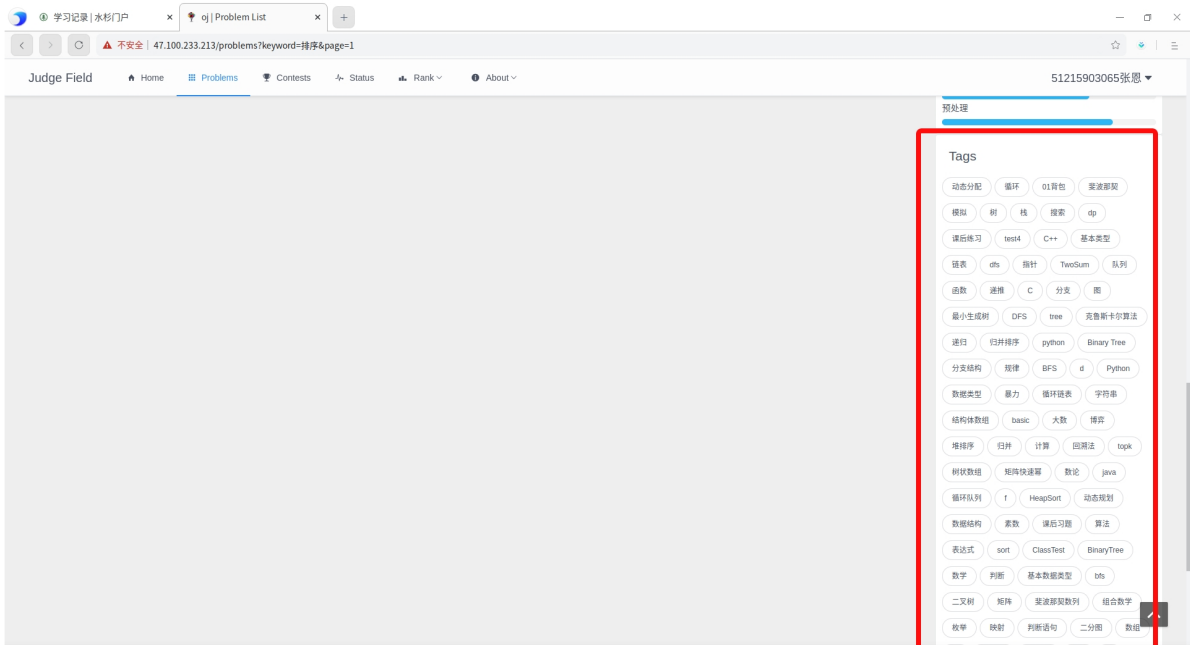 学习记录 | 水杉门户 oj | Problem List
不安全 47.100.233.213/problems?keyword=排序&page=1
Judge Field Home Problems Contests Status Rank About 51215903065张恩
预处理
Tags
动态分配 循环 01背包 斐波那契
模拟 树 栈 搜索 dp
课后练习 test4 C++ 基本类型
链表 dfs 指针 TwoSum 队列
函数 递推 C 分支 图
最小生成树 DFS tree 克鲁斯卡尔算法
递归 归并排序 python Binary Tree
分支结构 规律 BFS d Python
数据类型 暴力 循环链表 字符串
结构体数组 basic 大数 博弈
堆排序 归并 计算 回溯法 topk
树状数组 矩阵快速幂 数论 java
循环队列 f HeapSort 动态规划
数据结构 素数 课后习题 算法
表达式 sort ClassTest BinaryTree
数学 判断 基本数据类型 bfs
二叉树 矩阵 斐波那契数列 组合数学
枚举 映射 判断语句 二分图 数组